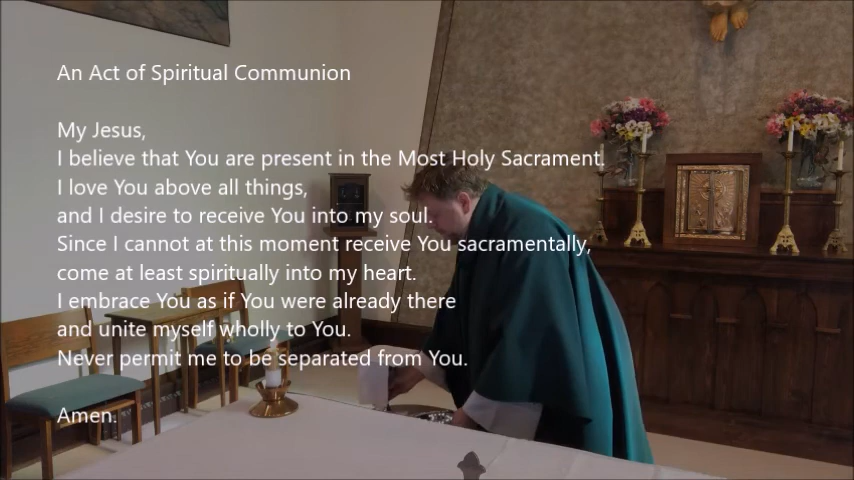 An Act of Spiritual Communion
My Jesus,
I believe that You are present in the Most Holy Sacrament.
I love You above all things,
and I desire to receive You into my soul.
Since I cannot at this moment receive You sacramentally,
come at least spiritually into my heart.
I embrace You as if You were already there
and unite myself wholly to You.
Never permit me to be separated from You.
Amen.